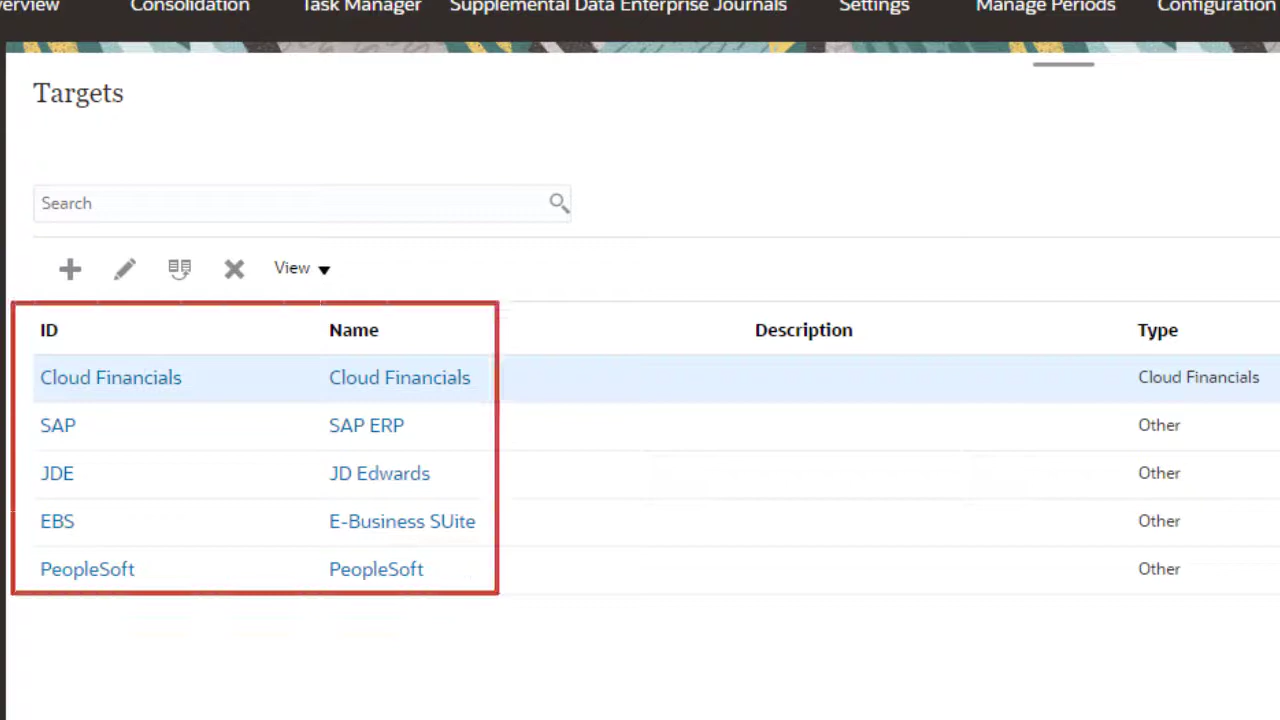 erview Consolidation Task Manager Supplemental Data Enterprise Journals Settings Manage Periods Configuration
Targets
Search
View
ID Name Description Type
Cloud Financials Cloud Financials Cloud Financials
SAP SAP ERP Other
JDE JD Edwards Other
EBS E-Business SUite Other
PeopleSoft PeopleSoft Other